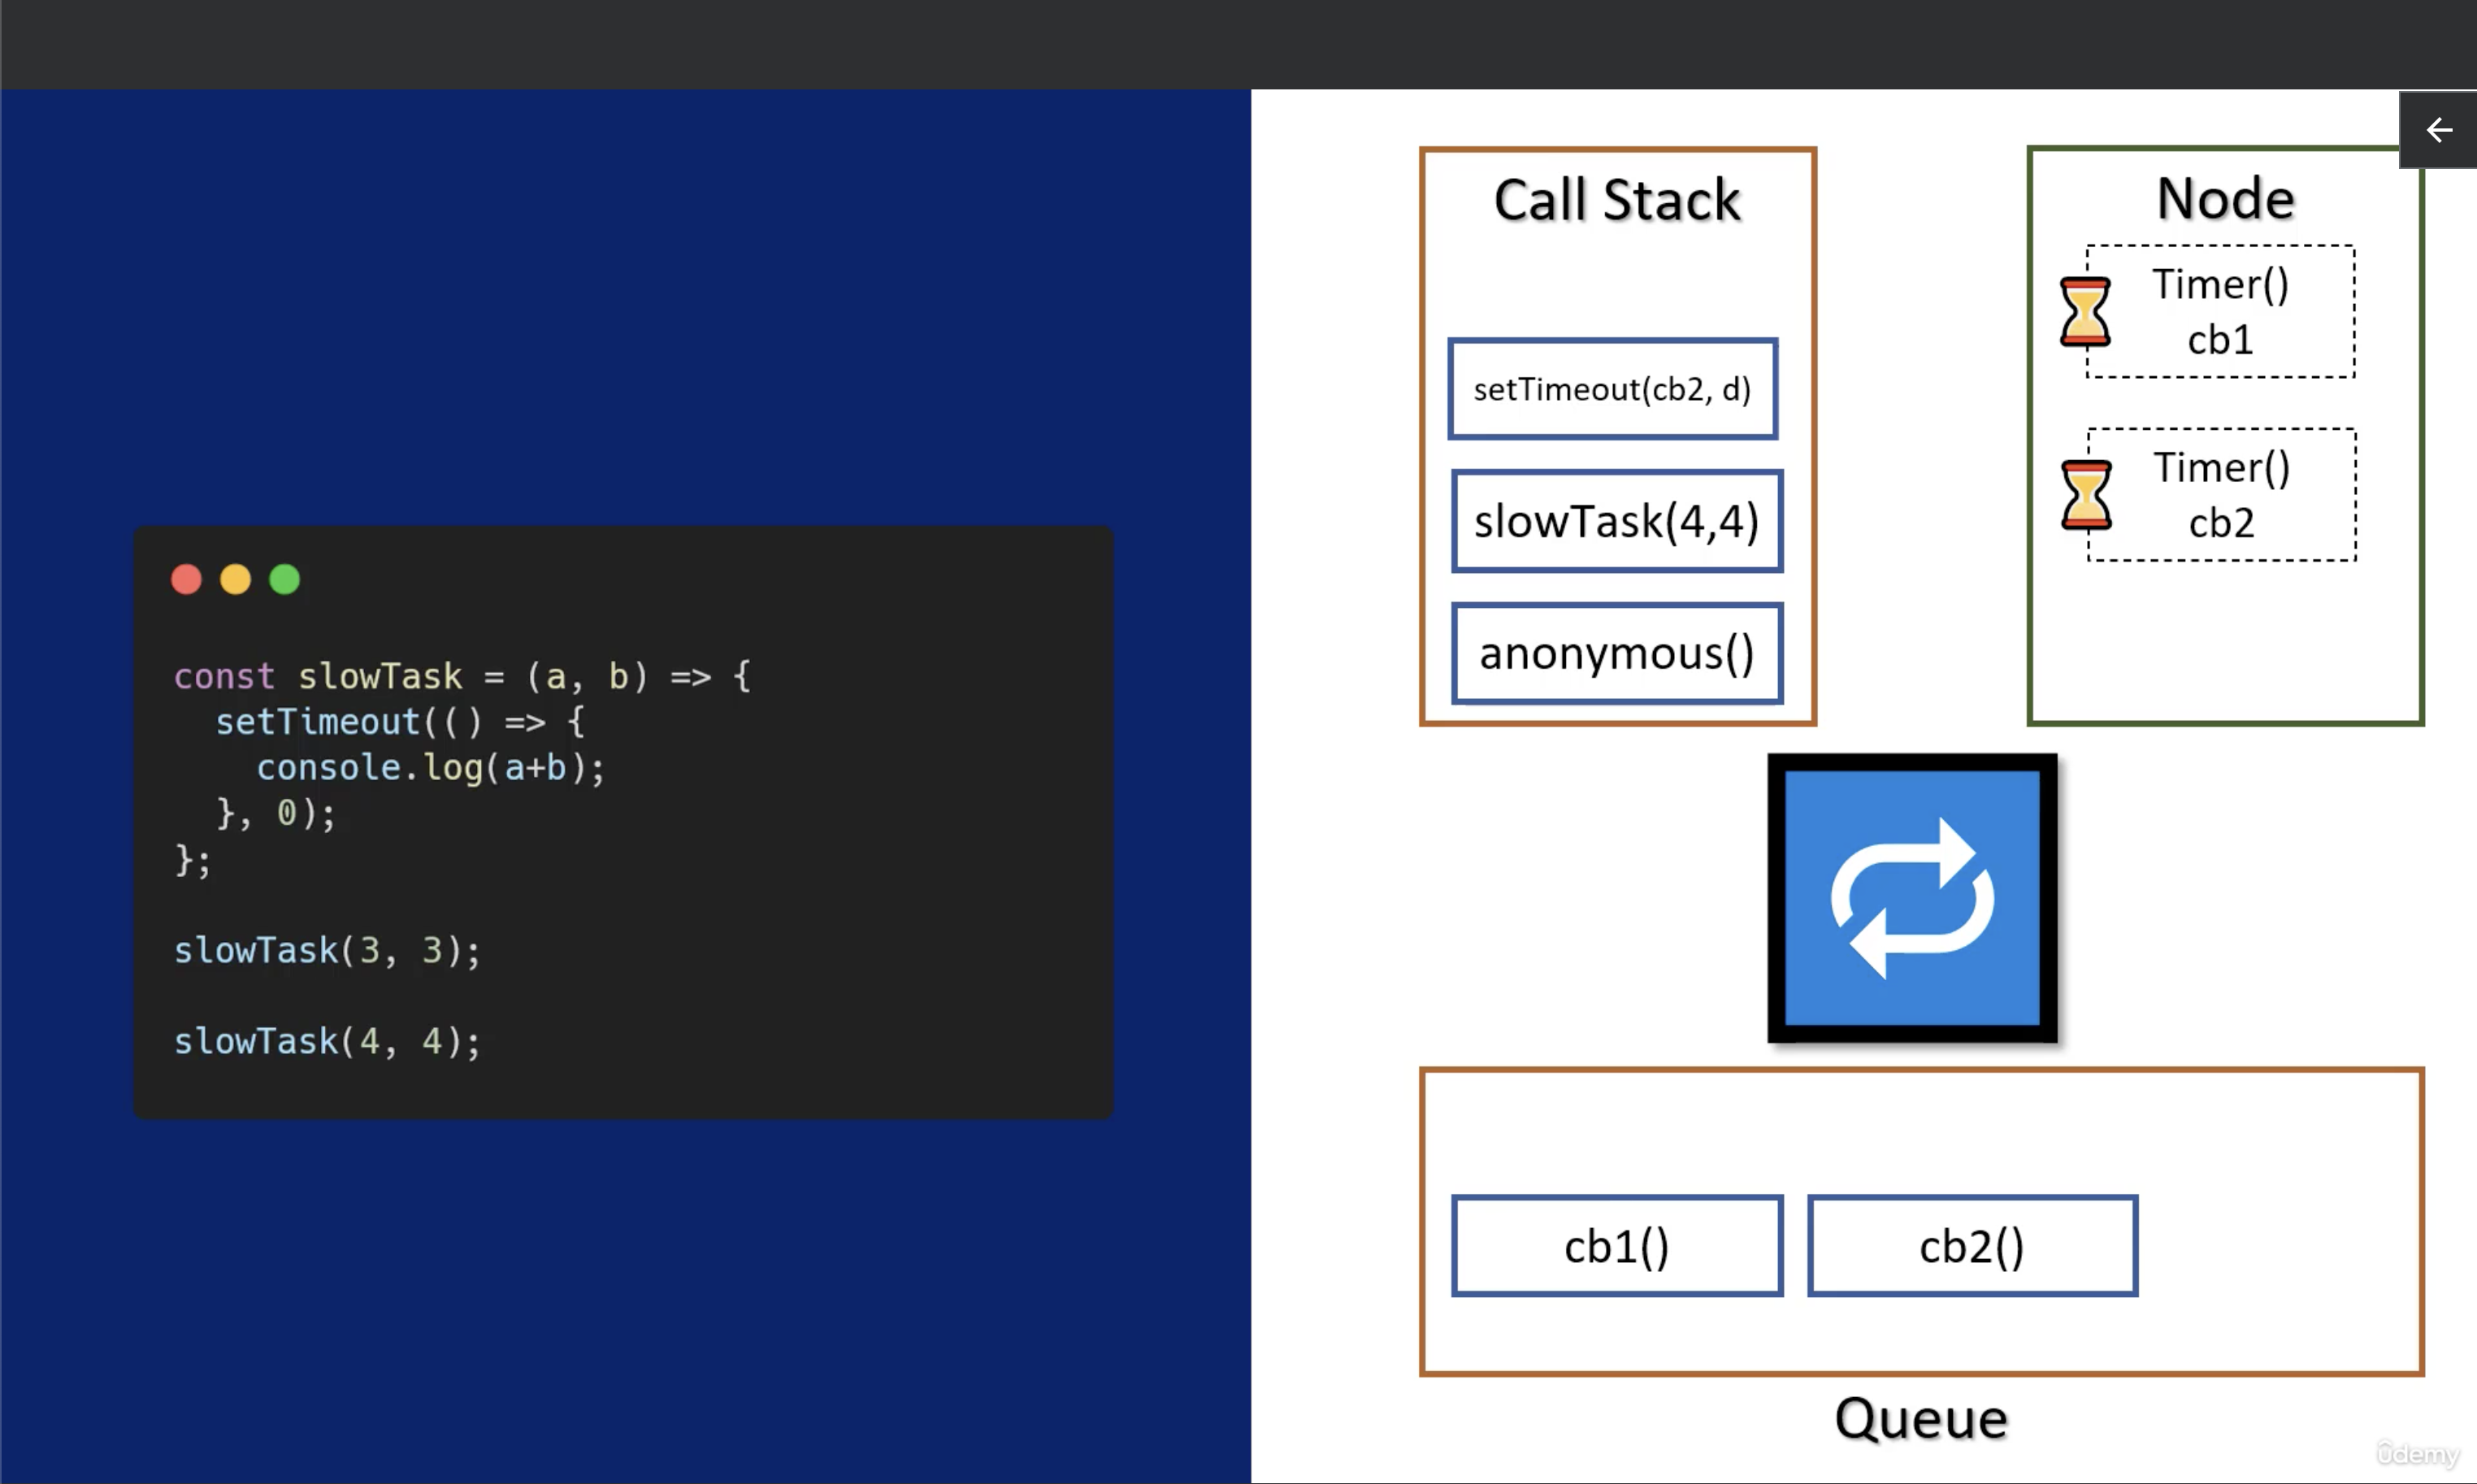 const slowTask = (a, b) => {
  setTimeout(() => {
    console.log(a+b);
  }, 0);
};

slowTask(3, 3);

slowTask(4, 4);
Call Stack
setTimeout(cb2, d)
slowTask(4,4)
anonymous()
Node
Timer()
cb1
Timer()
cb2
cb1()
cb2()
Queue
ûdemy